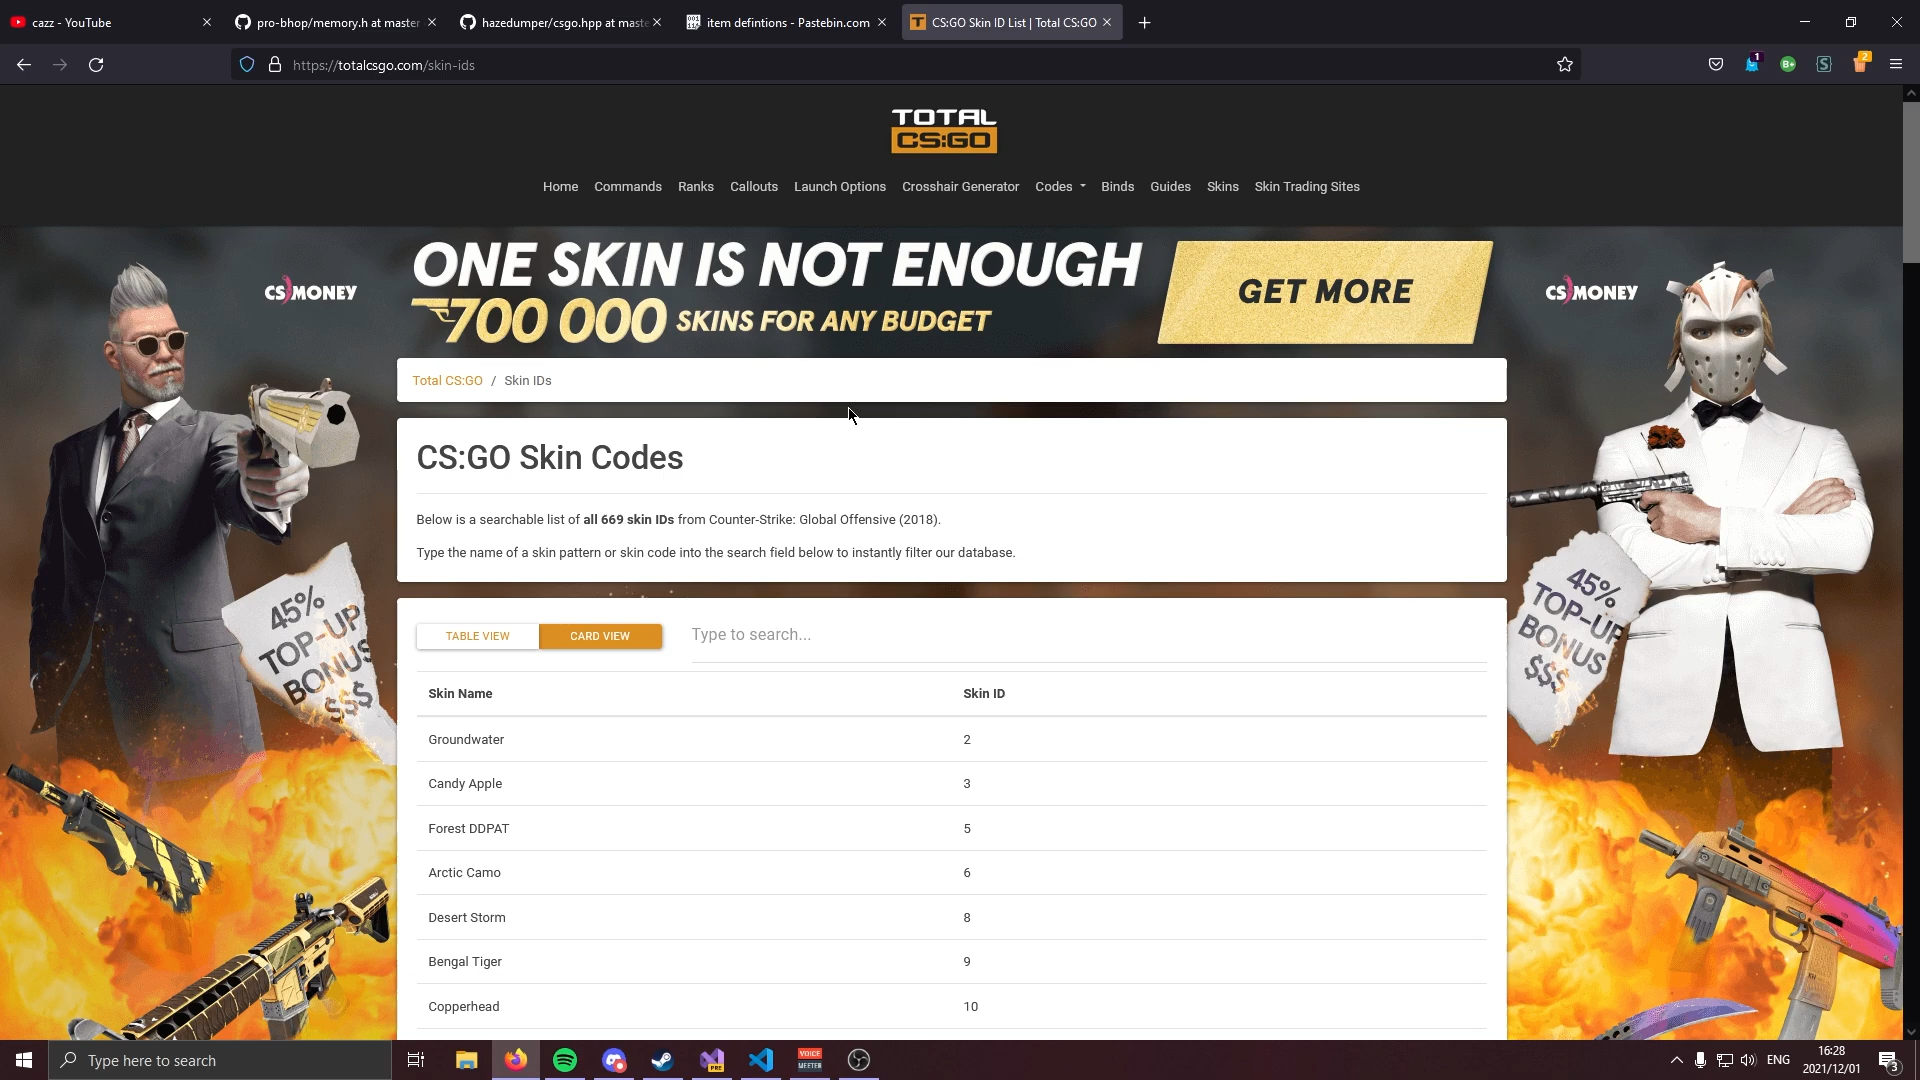 cazz - YouTube
pro-bhop/memory.h at master
hazedumper/csgo.hpp at maste
item defintions - Pastebin.com
CS:GO Skin ID List | Total CS:GO
https://totalcsgo.com/skin-ids
1
B+
S
2
TOTAL
CS:GO
Home Commands Ranks Callouts Launch Options Crosshair Generator Codes Binds Guides Skins Skin Trading Sites
ONE SKIN IS NOT ENOUGH
700 000 SKINS FOR ANY BUDGET
GET MORE
CS MONEY
CS MONEY
Total CS:GO / Skin IDs
CS:GO Skin Codes
Below is a searchable list of all 669 skin IDs from Counter-Strike: Global Offensive (2018).
Type the name of a skin pattern or skin code into the search field below to instantly filter our database.
45%
TOP-UP
BONUS
$$$
45%
TOP-UP
BONUS
$$$
TABLE VIEW CARD VIEW Type to search...
Skin Name Skin ID
Groundwater 2
Candy Apple 3
Forest DDPAT 5
Arctic Camo 6
Desert Storm 8
Bengal Tiger 9
Copperhead 10
Type here to search
PRE
VOICE
MEETER
ENG
16:28
2021/12/01
3